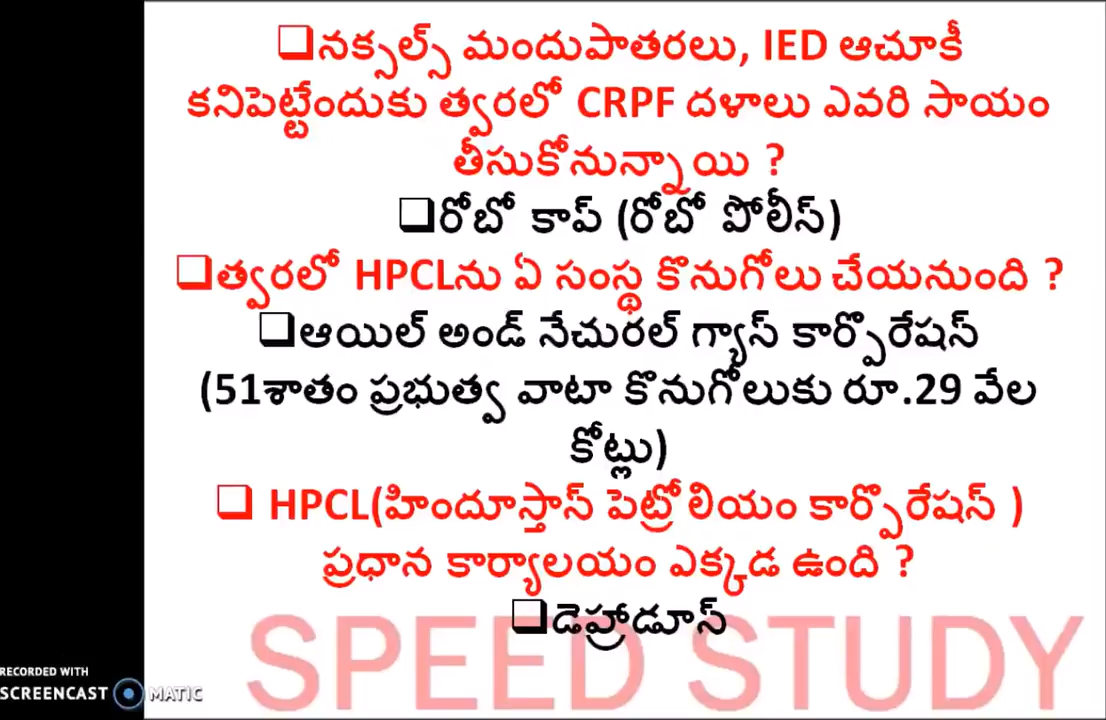 ❑నక్సల్స్ మందుపాతరలు, IED ఆచూకీ
కనిపెట్టేందుకు త్వరలో CRPF దళాలు ఎవరి సాయం
తీసుకోనున్నాయి ?
❑రోబో కాప్ (రోబో పోలీస్)
❑త్వరలో HPCLను ఏ సంస్థ కొనుగోలు చేయనుంది ?
❑ఆయిల్ అండ్ నేచురల్ గ్యాస్ కార్పొరేషన్
(51శాతం ప్రభుత్వ వాటా కొనుగోలుకు రూ.29 వేల
కోట్లు)
❑ HPCL(హిందూస్తాన్ పెట్రోలియం కార్పొరేషన్ )
ప్రధాన కార్యాలయం ఎక్కడ ఉంది ?
❑డెహ్రాడూన్
SPEED STUDY
RECORDED WITH
SCREENCAST MATIC